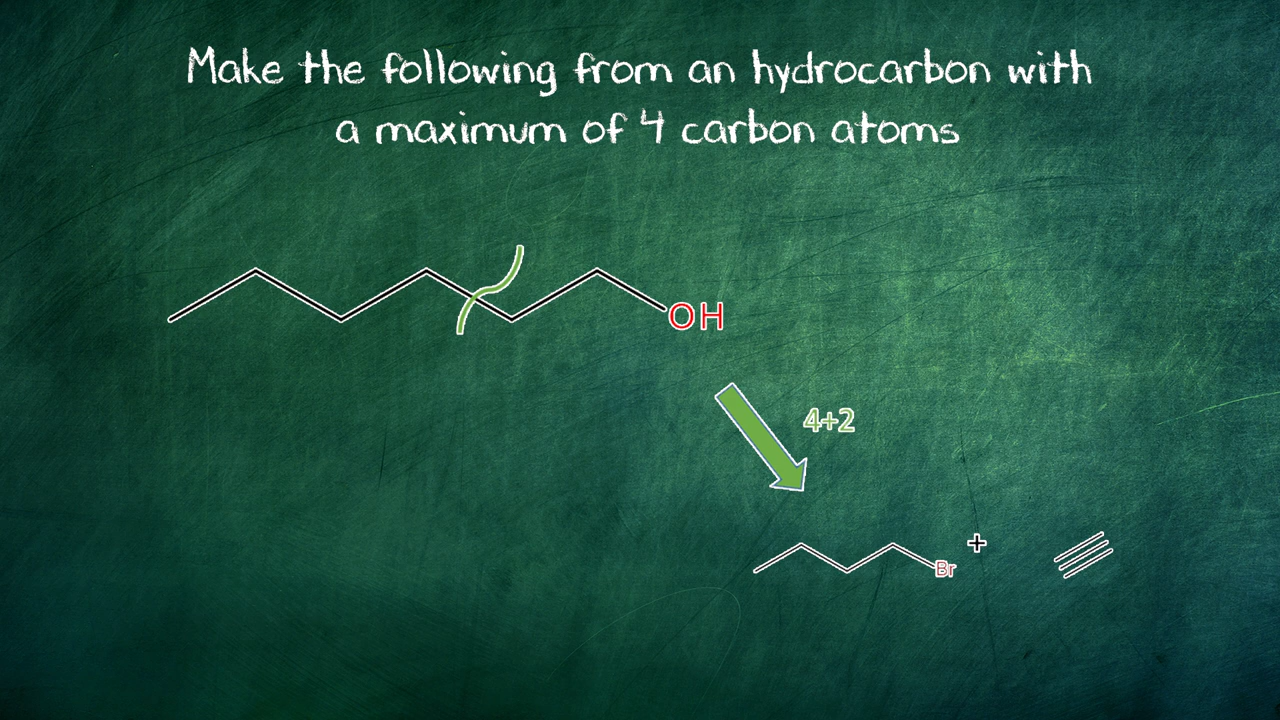 Make the following from an hydrocarbon with
a maximum of 4 carbon atoms
OH
4+2
Br
+